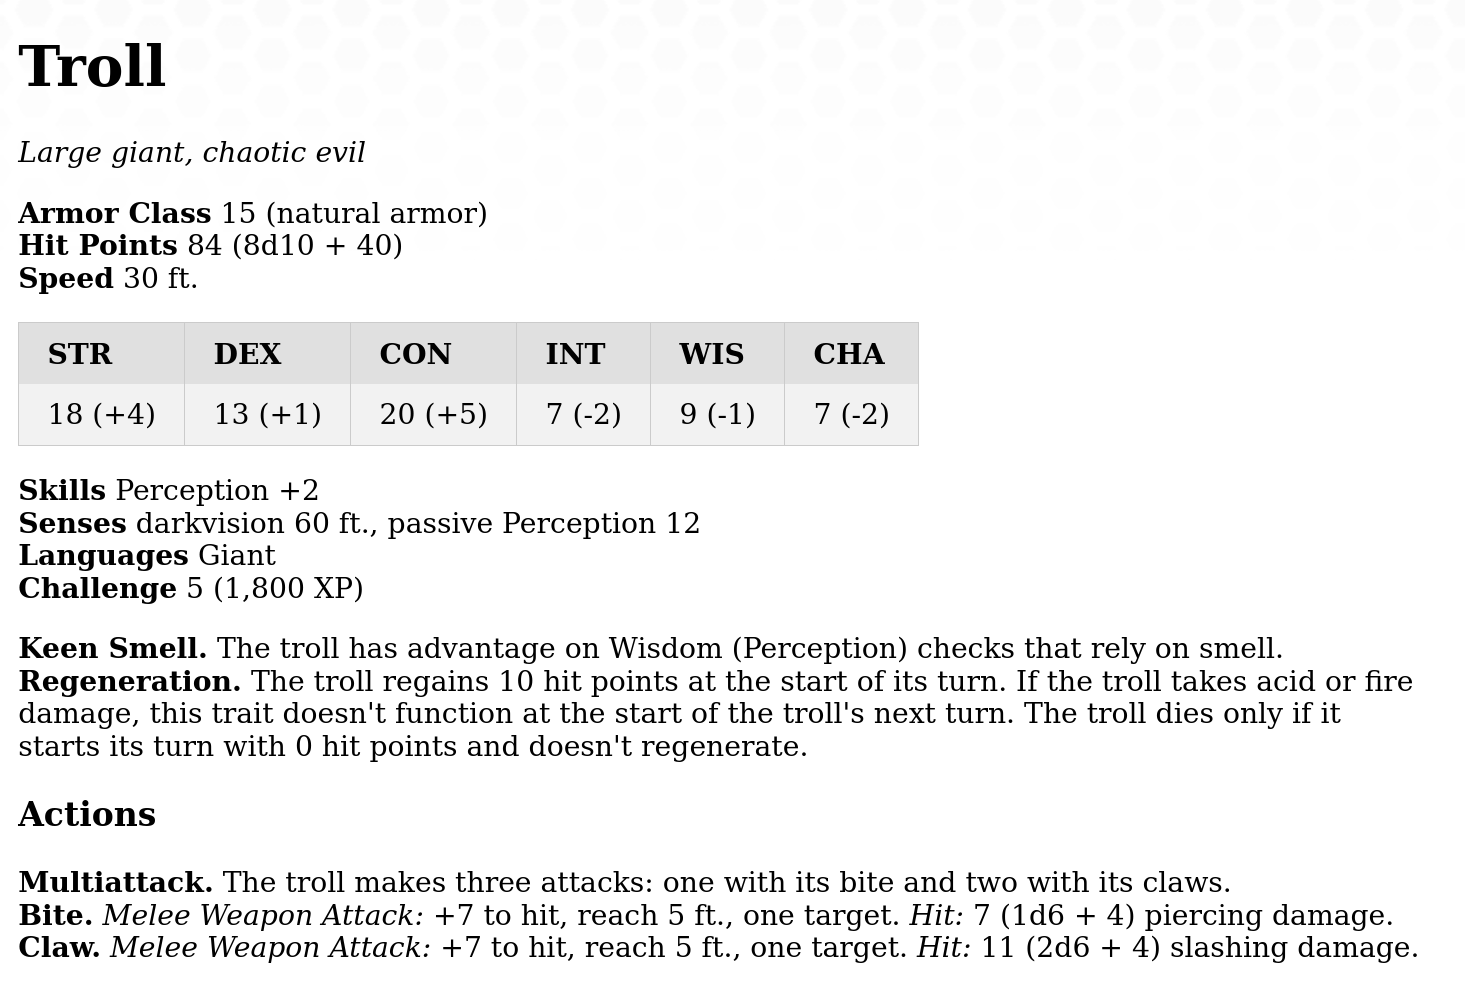 Troll
Large giant, chaotic evil
Armor Class 15 (natural armor)
Hit Points 84 (8d10 + 40)
Speed 30 ft.
STR DEX CON INT WIS CHA
18 (+4) 13 (+1) 20 (+5) 7 (-2) 9 (-1) 7 (-2)
Skills Perception +2
Senses darkvision 60 ft., passive Perception 12
Languages Giant
Challenge 5 (1,800 XP)
Keen Smell. The troll has advantage on Wisdom (Perception) checks that rely on smell.
Regeneration. The troll regains 10 hit points at the start of its turn. If the troll takes acid or fire
damage, this trait doesn't function at the start of the troll's next turn. The troll dies only if it
starts its turn with 0 hit points and doesn't regenerate.
Actions
Multiattack. The troll makes three attacks: one with its bite and two with its claws.
Bite. Melee Weapon Attack: +7 to hit, reach 5 ft., one target. Hit: 7 (1d6 + 4) piercing damage.
Claw. Melee Weapon Attack: +7 to hit, reach 5 ft., one target. Hit: 11 (2d6 + 4) slashing damage.